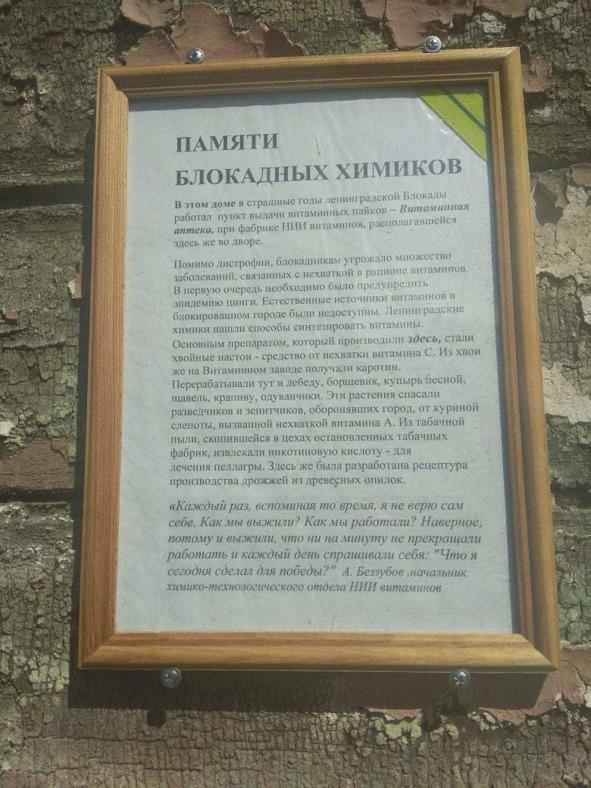 ПАМЯТИ
БЛОКАДНЫХ ХИМИКОВ
В этом доме в страшные годы ленинградской Блокады
работал пункт выдачи витаминных пайков – Витаминная
аптека, при фабрике НИИ витаминов, располагавшейся
здесь же во дворе.
Помимо дистрофии, блокадникам угрожало множество
заболеваний, связанных с нехваткой в рационе витаминов.
В первую очередь необходимо было предупредить
эпидемию цинги. Естественные источники витаминов в
блокированном городе были недоступны. Ленинградские
химики нашли способы синтезировать витамины.
Основным препаратом, который производили здесь, стали
хвойные настои - средство от нехватки витамина С. Из хвои
же на Витаминном заводе получали каротин.
Перерабатывали тут и лебеду, борщевик, купырь лесной,
щавель, крапиву, одуванчики. Эти растения спасали
разведчиков и зенитчиков, оборонявших город, от куриной
слепоты, вызванной нехваткой витамина А. Из табачной
пыли, скопившейся в цехах остановленных табачных
фабрик, извлекали никотиновую кислоту - для
лечения пеллагры. Здесь же была разработана рецептура
производства дрожжей из древесных опилок.
«Каждый раз, вспоминая то время, я не верю сам
себе. Как мы выжили? Как мы работали? Наверное,
потому и выжили, что ни на минуту не прекращали
работать и каждый день спрашивали себя: "Что я
сегодня сделал для победы?" А. Беззубов ,начальник
химико-технологического отдела НИИ витаминов